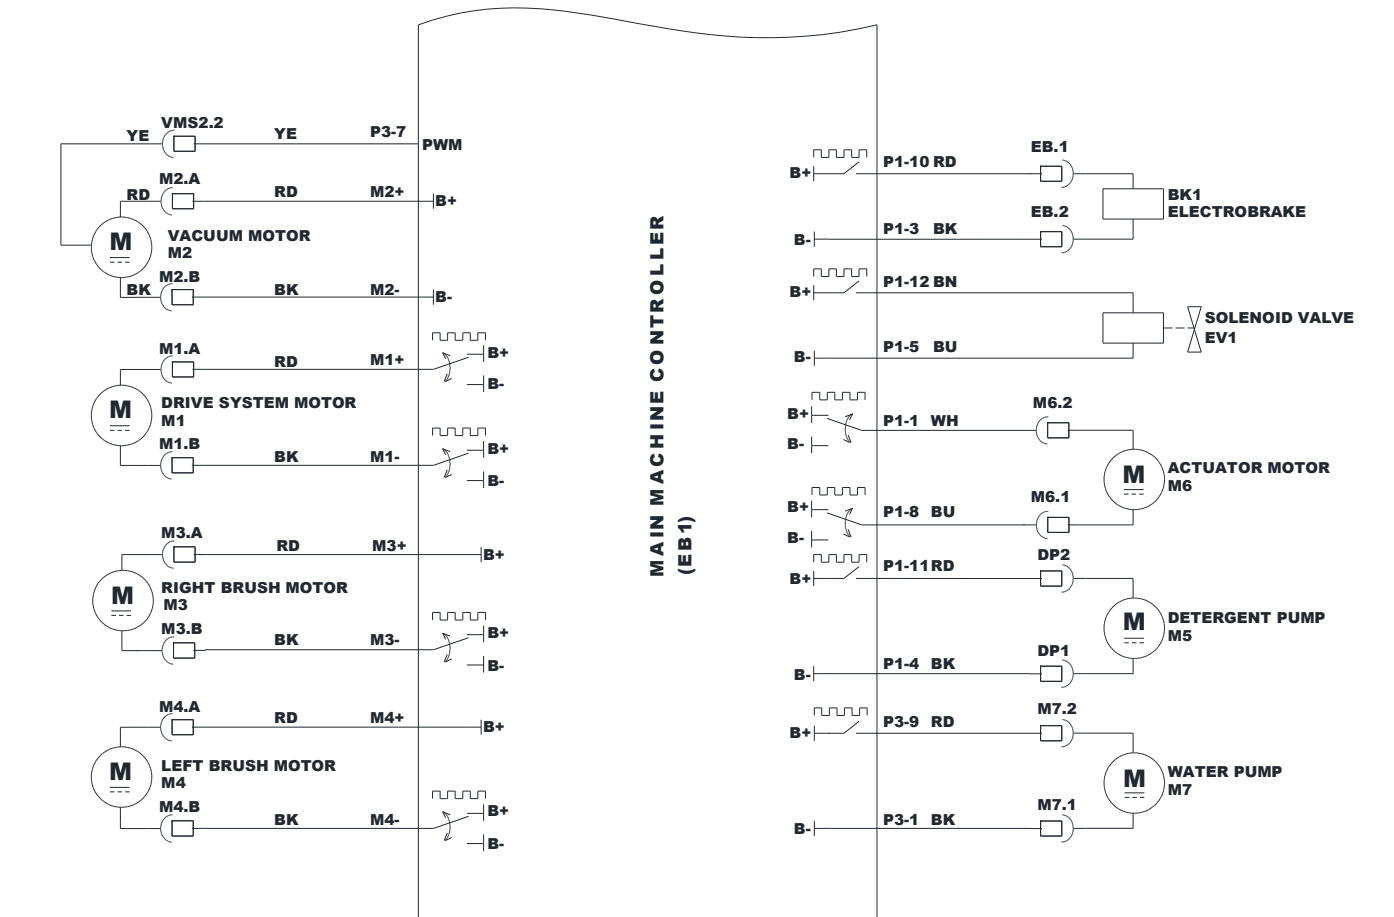 VMS2.2
YE
YE
P3-7
PWM
M2.A
RD
RD
M2+
B+
M
VACUUM MOTOR
M2
M2.B
BK
BK
M2-
B-
M1.A
RD
M1+
B+
B-
M
DRIVE SYSTEM MOTOR
M1
M1.B
BK
M1-
B+
B-
M3.A
RD
M3+
B+
M
RIGHT BRUSH MOTOR
M3
M3.B
BK
M3-
B+
B-
M4.A
RD
M4+
B+
M
LEFT BRUSH MOTOR
M4
M4.B
BK
M4-
B+
B-
MAIN MACHINE CONTROLLER
(EB1)
B+
P1-10 RD
EB.1
BK1
ELECTROBRAKE
B-
P1-3 BK
EB.2
B+
P1-12 BN
SOLENOID VALVE
EV1
B-
P1-5 BU
B+
B-
P1-1 WH
M6.2
M
ACTUATOR MOTOR
M6
B+
B-
P1-8 BU
M6.1
B+
P1-11 RD
DP2
M
DETERGENT PUMP
M5
B-
P1-4 BK
DP1
B+
P3-9 RD
M7.2
M
WATER PUMP
M7
B-
P3-1 BK
M7.1